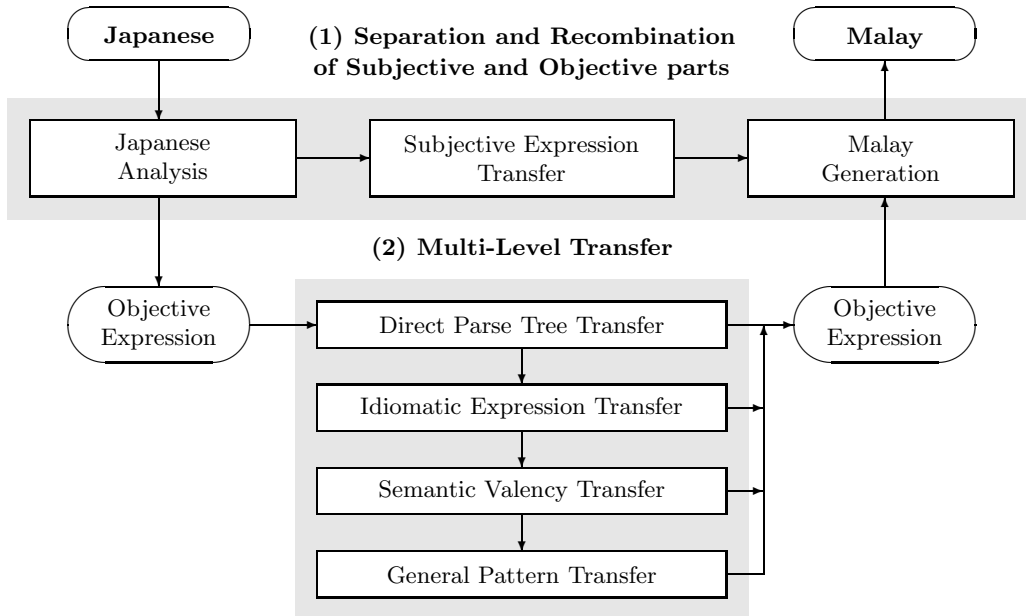 Japanese
(1) Separation and Recombination
of Subjective and Objective parts
Malay
Japanese
Analysis
Subjective Expression
Transfer
Malay
Generation
(2) Multi-Level Transfer
Objective
Expression
Direct Parse Tree Transfer
Objective
Expression
Idiomatic Expression Transfer
Semantic Valency Transfer
General Pattern Transfer